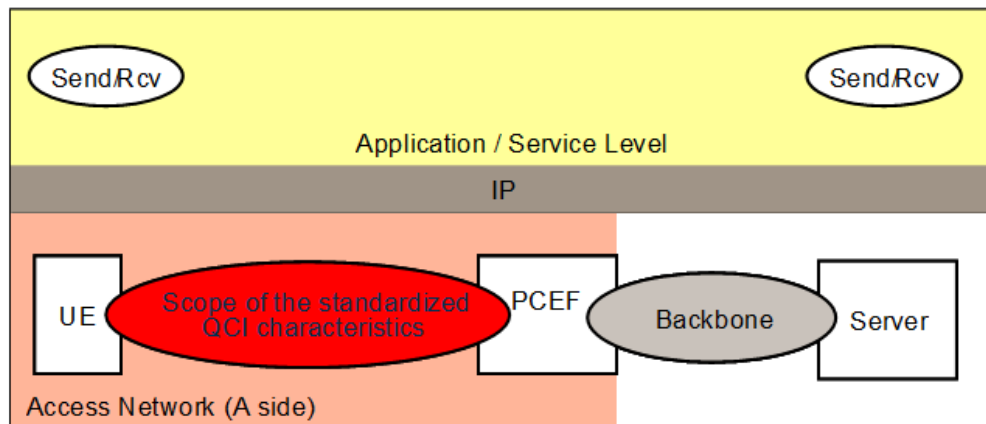 Send/Rcv
Send/Rcv
Application / Service Level
IP
UE
Scope of the standardized
QCI characteristics
PCEF
Backbone
Server
Access Network (A side)